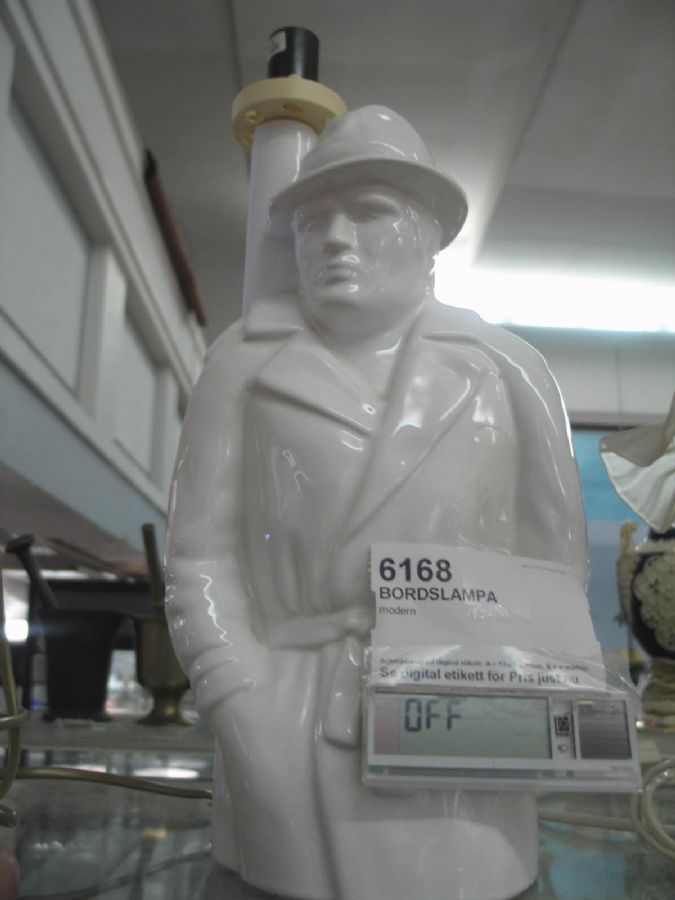 6168
BORDSLAMPA
modern
Se digital etikett för Pris just nu
OFF